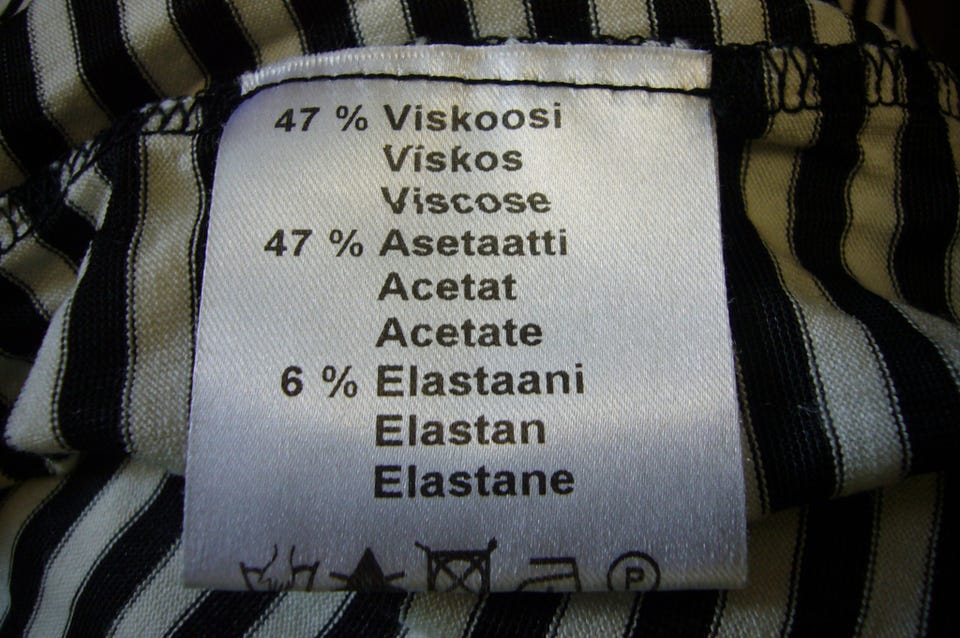 47 % Viskoosi
Viskos
Viscose
47 % Asetaatti
Acetat
Acetate
6 % Elastaani
Elastan
Elastane
P